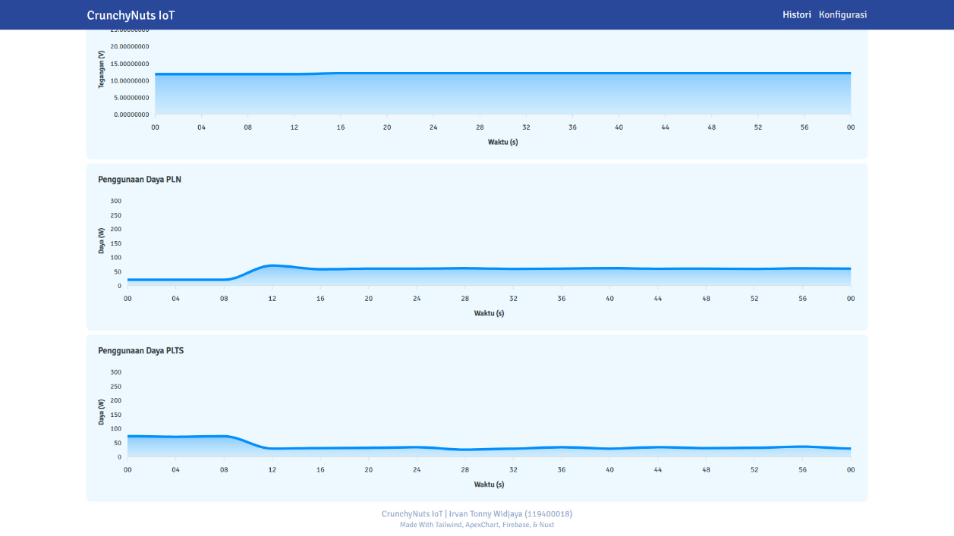 CrunchyNuts IoT
Histori Konfigurasi
25.00000000
20.00000000
15.00000000
10.00000000
5.00000000
0.00000000
Tegangan (V)
00 04 08 12 16 20 24 28 32 36 40 44 48 52 56 00
Waktu (s)
Penggunaan Daya PLN
300
250
200
150
100
50
0
Daya (W)
00 04 08 12 16 20 24 28 32 36 40 44 48 52 56 00
Waktu (s)
Penggunaan Daya PLTS
300
250
200
150
100
50
0
Daya (W)
00 04 08 12 16 20 24 28 32 36 40 44 48 52 56 00
Waktu (s)
CrunchyNuts IoT | Irvan Tonny Widjaya (119400018)
Made With Tailwind, ApexChart, Firebase, & Nuxt